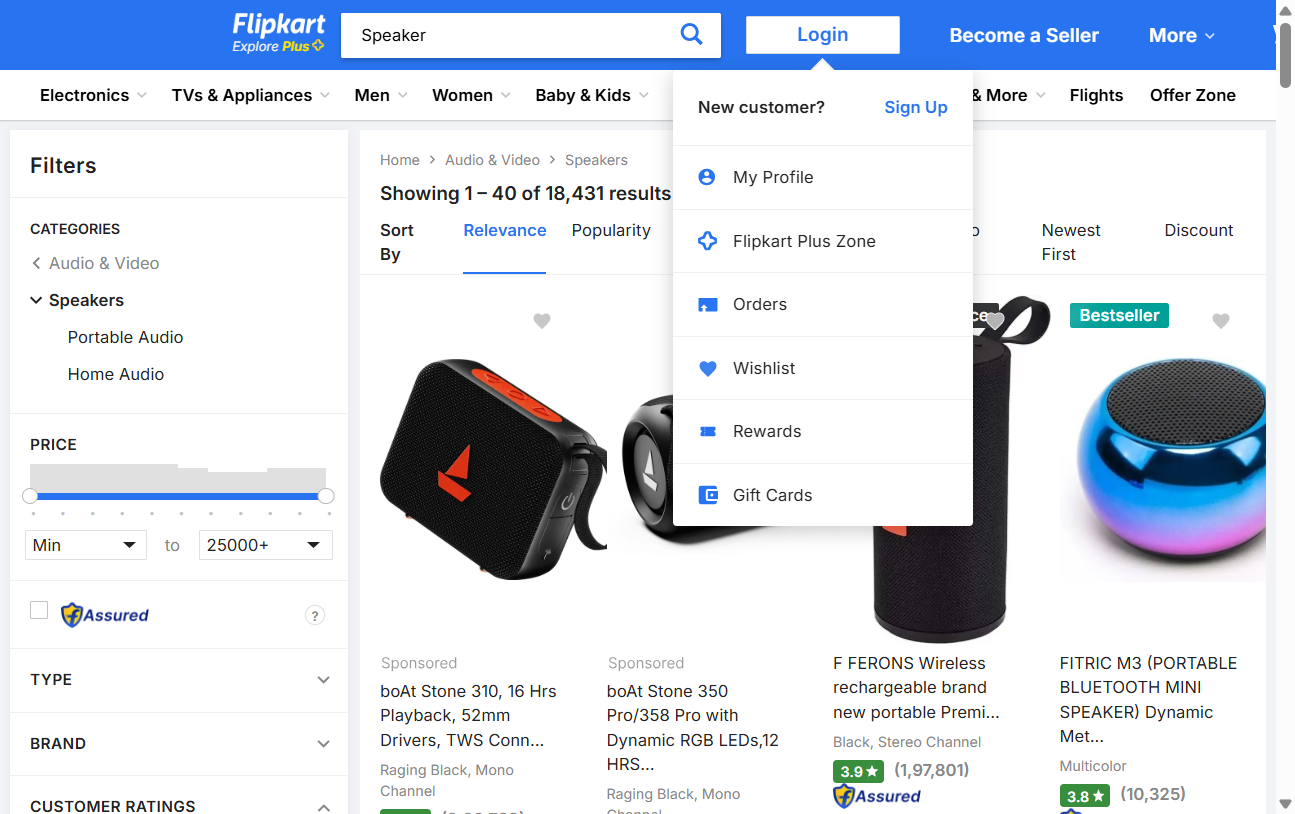 Flipkart
Explore Plus
Speaker
Login
Become a Seller
More
Electronics
TVs & Appliances
Men
Women
Baby & Kids
& More
Flights
Offer Zone
New customer?
Sign Up
My Profile
Flipkart Plus Zone
Orders
Wishlist
Rewards
Gift Cards
Filters
CATEGORIES
Audio & Video
Speakers
Portable Audio
Home Audio
PRICE
Min
to
25000+
Assured
?
TYPE
BRAND
CUSTOMER RATINGS
Home
Audio & Video
Speakers
Showing 1 – 40 of 18,431 results
Sort By
Relevance
Popularity
Newest First
Discount
Bestseller
Sponsored
boAt Stone 310, 16 Hrs
Playback, 52mm
Drivers, TWS Conn...
Raging Black, Mono
Channel
Sponsored
boAt Stone 350
Pro/358 Pro with
Dynamic RGB LEDs,12
HRS...
Raging Black, Mono
F FERONS Wireless
rechargeable brand
new portable Premi...
Black, Stereo Channel
3.9★ (1,97,801)
Assured
FITRIC M3 (PORTABLE
BLUETOOTH MINI
SPEAKER) Dynamic
Met...
Multicolor
3.8★ (10,325)